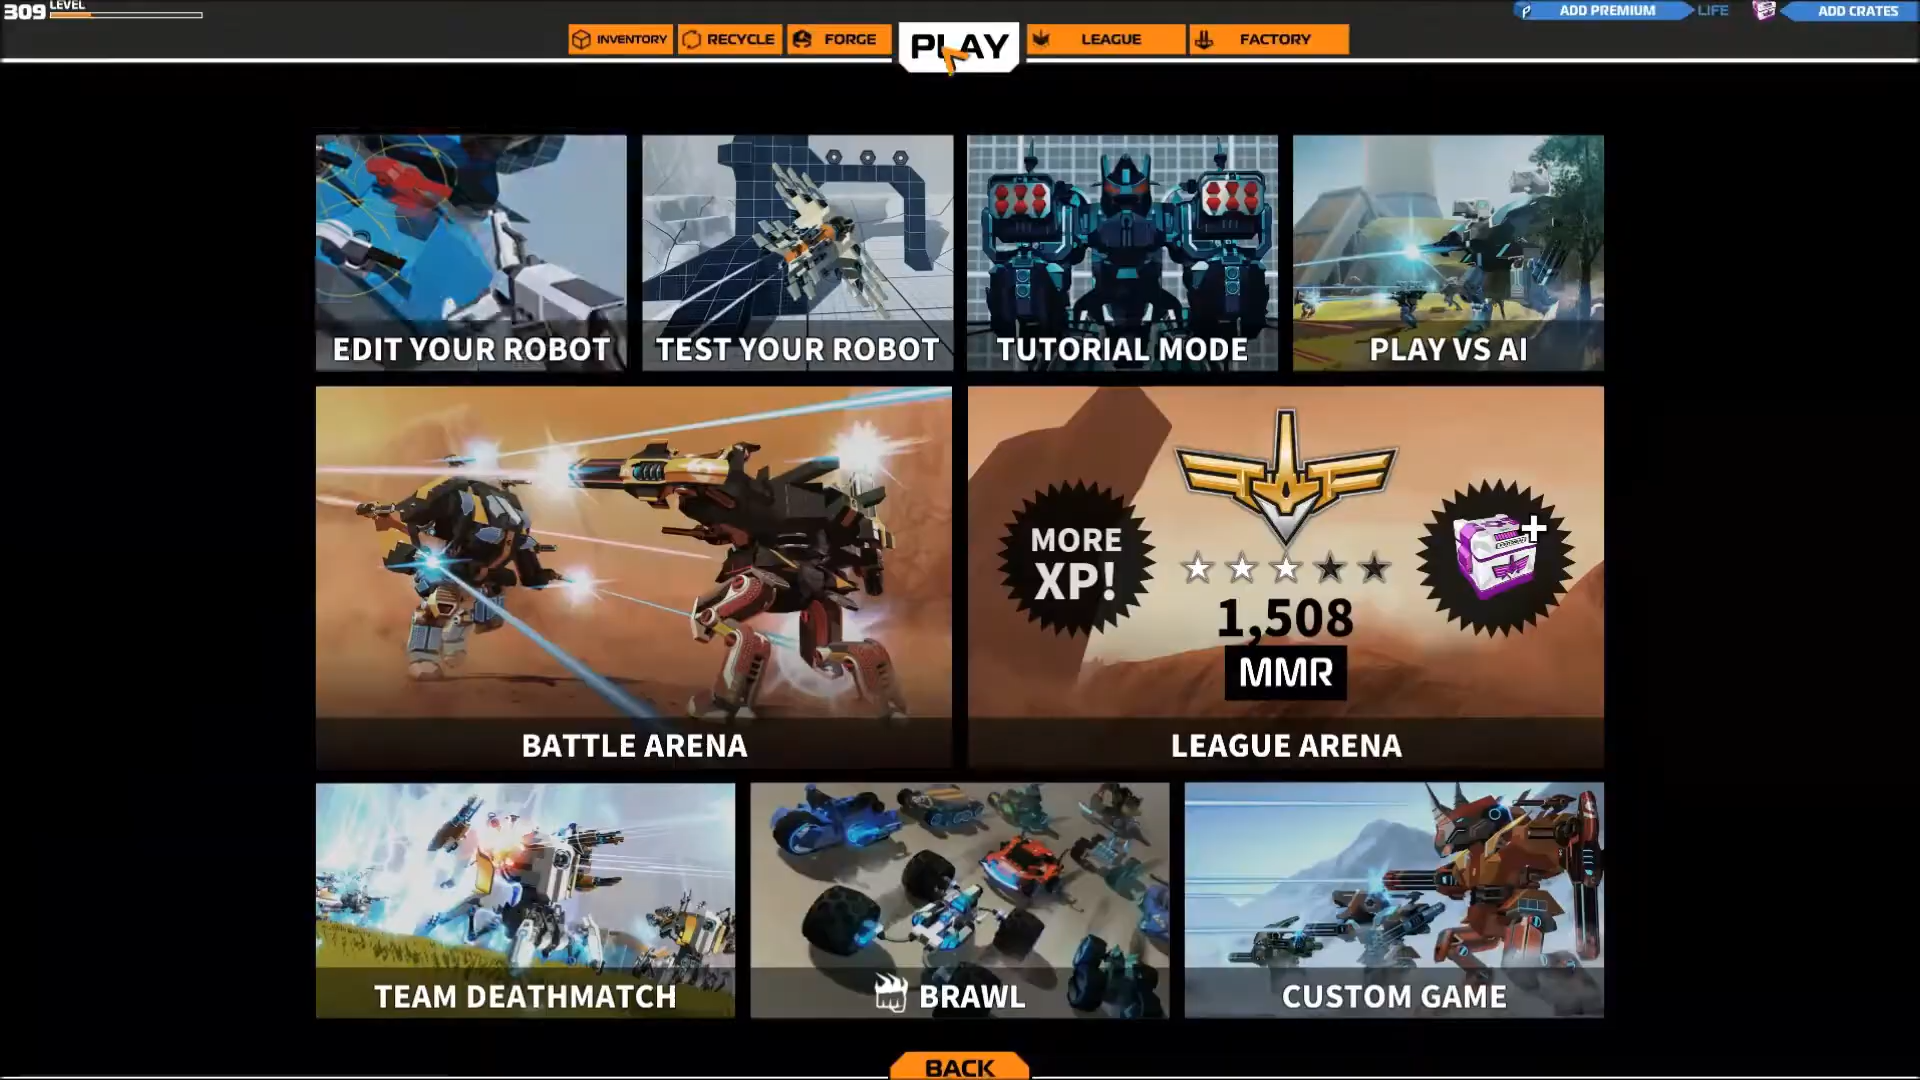 309 LEVEL
ADD PREMIUM LIFE ADD CRATES
INVENTORY RECYCLE FORGE PLAY LEAGUE FACTORY
EDIT YOUR ROBOT
TEST YOUR ROBOT
TUTORIAL MODE
PLAY VS AI
BATTLE ARENA
MORE
XP!
1,508
MMR
LEAGUE ARENA
TEAM DEATHMATCH
BRAWL
CUSTOM GAME
BACK